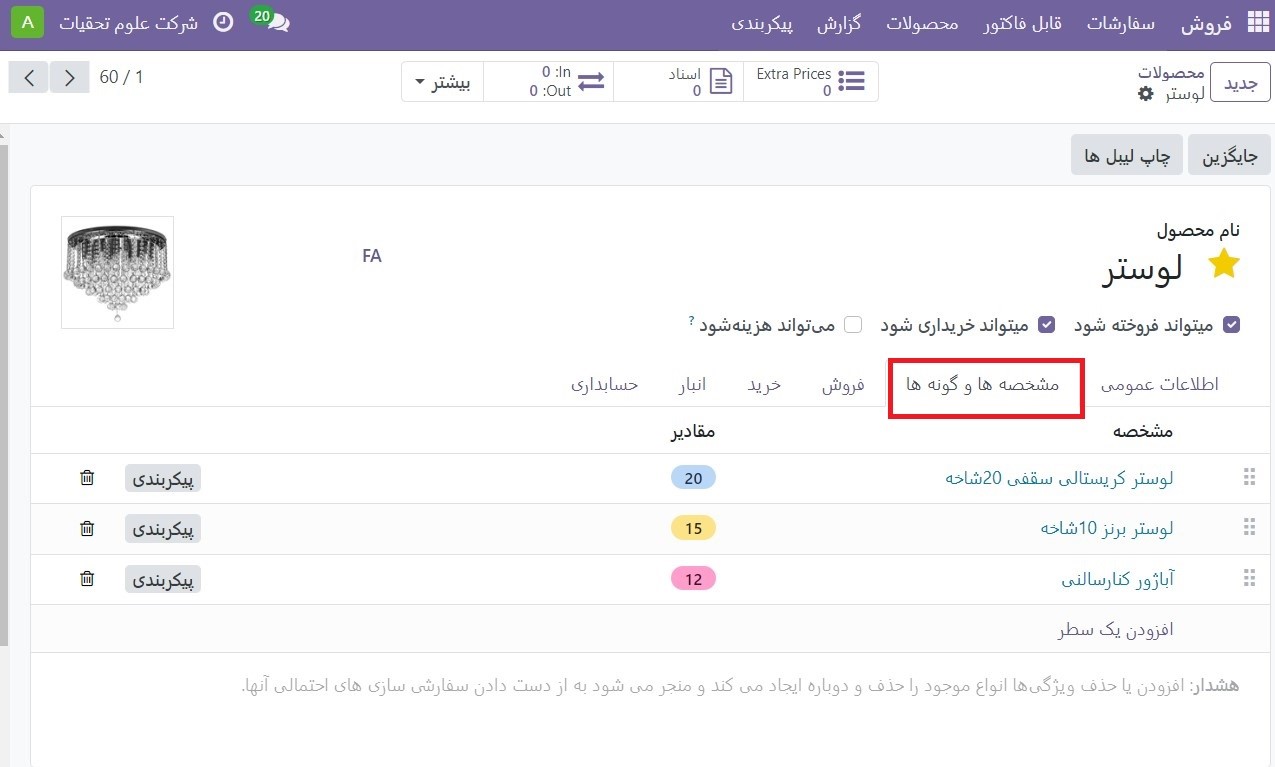 فروش سفارشات قابل فاکتور محصولات گزارش پیکربندی 20 شرکت علوم تحقیات A
جدید محصولات
لوستر
Extra Prices
0
اسناد
0
In: 0
Out: 0
بیشتر
60 / 1
جایگزین چاپ لیبل ها
نام محصول
لوستر
FA
میتواند فروخته شود میتواند خریداری شود می‌تواند هزینه‌شود ?
اطلاعات عمومی مشخصه ها و گونه ها فروش خرید انبار حسابداری
مشخصه مقادیر
لوستر کریستالی سقفی 20شاخه 20 پیکربندی
لوستر برنز 10شاخه 15 پیکربندی
آباژور کنارسالنی 12 پیکربندی
افزودن یک سطر
هشدار: افزودن یا حذف ویژگی‌ها انواع موجود را حذف و دوباره ایجاد می کند و منجر می شود به از دست دادن سفارشی سازی های احتمالی آنها.